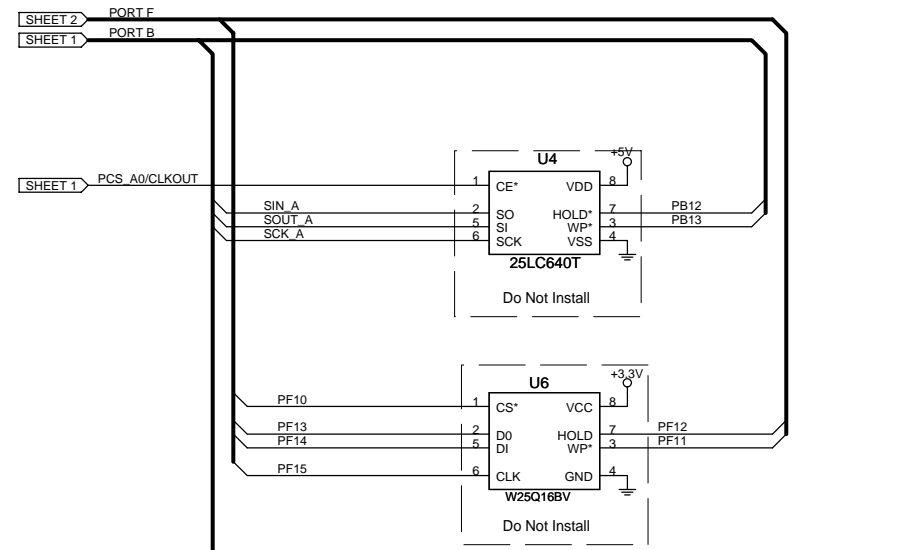 SHEET 2 PORT F
SHEET 1 PORT B
SHEET 1 PCS_A0/CLKOUT
U4
+5V
1 CE* VDD 8
SIN_A 2 SO HOLD* 7 PB12
SOUT_A 5 SI WP* 3 PB13
SCK_A 6 SCK VSS 4
25LC640T
Do Not Install
U6
+3.3V
PF10 1 CS* VCC 8
PF13 2 D0 HOLD 7 PF12
PF14 5 DI WP* 3 PF11
PF15 6 CLK GND 4
W25Q16BV
Do Not Install